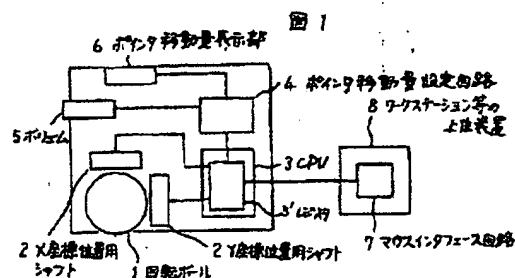 図1
6 ポインタ移動量表示部
4 ポインタ移動量設定回路
8 ワークステーション等の
上位装置
5 ボリューム
3 CPU
3' レジスタ
2 X座標位置用
シャフト
2 Y座標位置用シャフト
1 回転ボール
7 マウスインタフェース回路